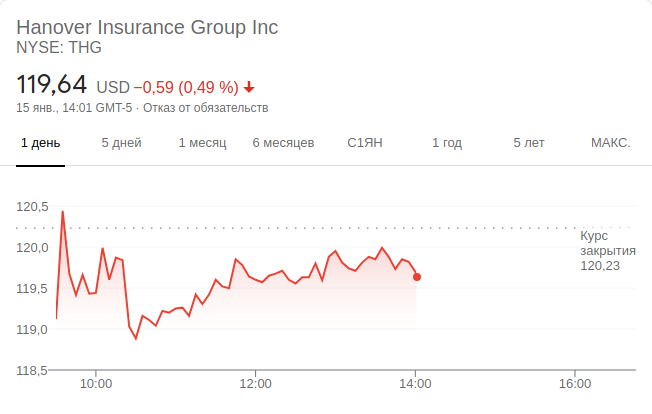 Hanover Insurance Group Inc
NYSE: THG
119,64 USD −0,59 (0,49 %)
15 янв., 14:01 GMT-5 · Отказ от обязательств
1 день 5 дней 1 месяц 6 месяцев С1ЯН 1 год 5 лет МАКС.
120,5
120,0
119,5
119,0
118,5
Курс
закрытия
120,23
10:00 12:00 14:00 16:00